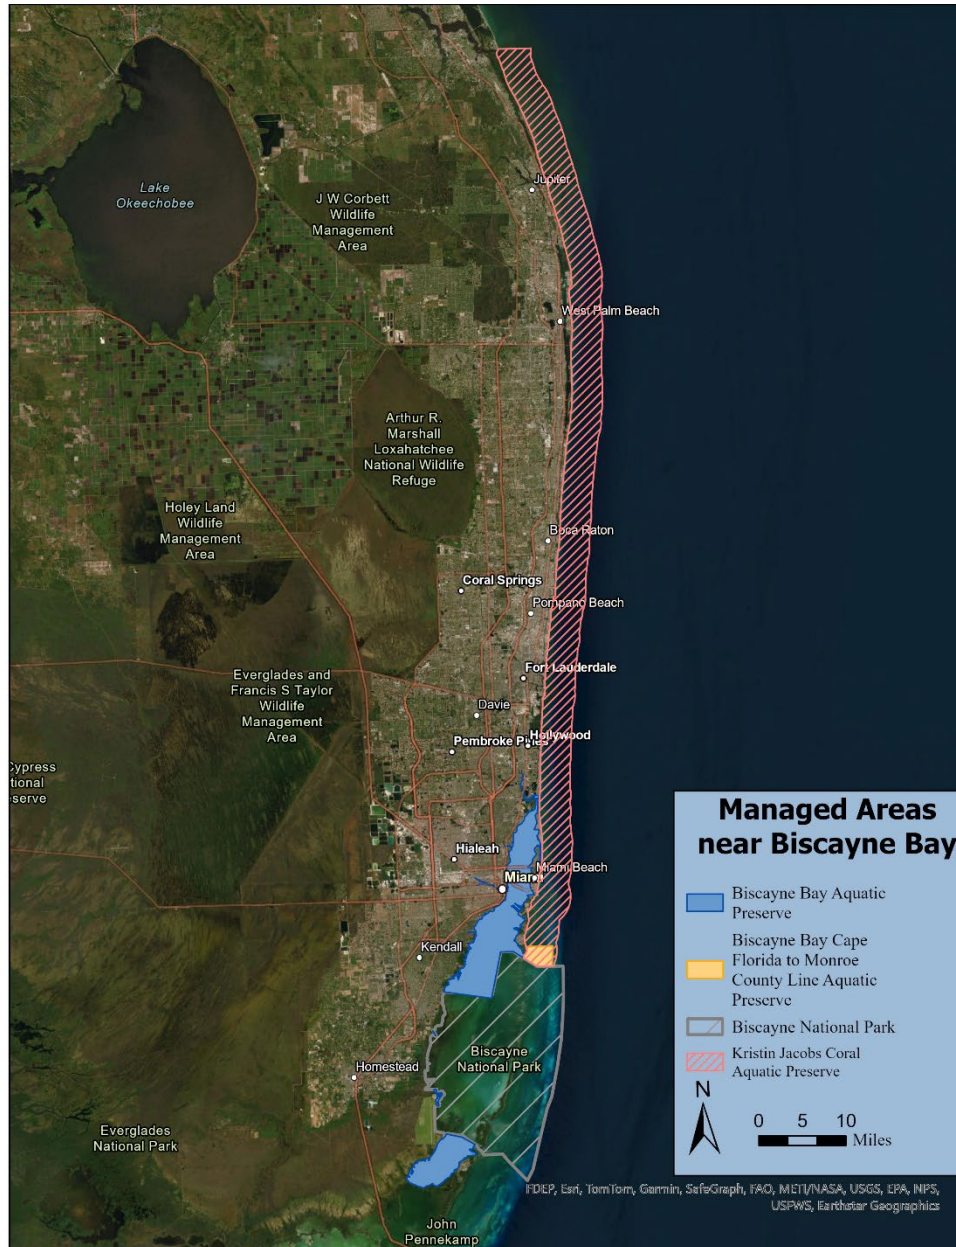 Lake
Okeechobee
J W Corbett
Wildlife
Management
Area
Jupiter
West Palm Beach
Arthur R.
Marshall
Loxahatchee
National Wildlife
Refuge
Holey Land
Wildlife
Management
Area
Boca Raton
Coral Springs
Pompano Beach
Everglades and
Francis S Taylor
Wildlife
Management
Area
Fort Lauderdale
Davie
Pembroke Pines
Hollywood
Cypress
tional
eserve
Hialeah
Miami
Miami Beach
Kendall
Biscayne
National Park
Homestead
Everglades
National Park
John
Pennekamp
Managed Areas
near Biscayne Bay
Biscayne Bay Aquatic
Preserve
Biscayne Bay Cape
Florida to Monroe
County Line Aquatic
Preserve
Biscayne National Park
Kristin Jacobs Coral
Aquatic Preserve
N
0 5 10
Miles
FDEP, Esri, TomTom, Garmin, SafeGraph, FAO, METI/NASA, USGS, EPA, NPS,
USFWS, Earthstar Geographics